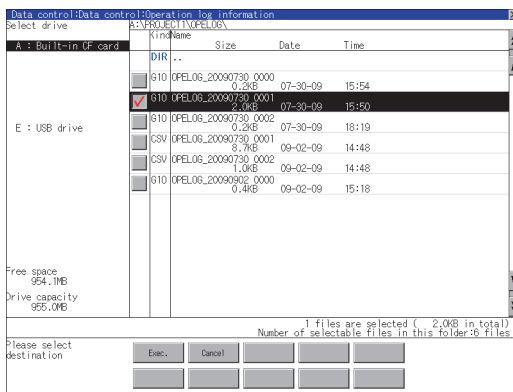 Data control:Data control:Operation log information
Select drive
A:\PROJECT1\OPELOG\
Kind Name
Size Date Time
A : Built-in CF card
DIR ..
G10 OPELOG_20090730_0000
0.2KB 07-30-09 15:54
G10 OPELOG_20090730_0001
2.0KB 07-30-09 15:50
G10 OPELOG_20090730_0002
0.2KB 07-30-09 18:19
E : USB drive
CSV OPELOG_20090730_0001
8.7KB 09-02-09 14:48
CSV OPELOG_20090730_0002
1.0KB 09-02-09 14:48
G10 OPELOG_20090902_0000
0.4KB 09-02-09 15:18
Free space
954.1MB
Drive capacity
955.0MB
1 files are selected ( 2.0KB in total)
Number of selectable files in this folder:6 files
Please select
destination
Exec. Cancel